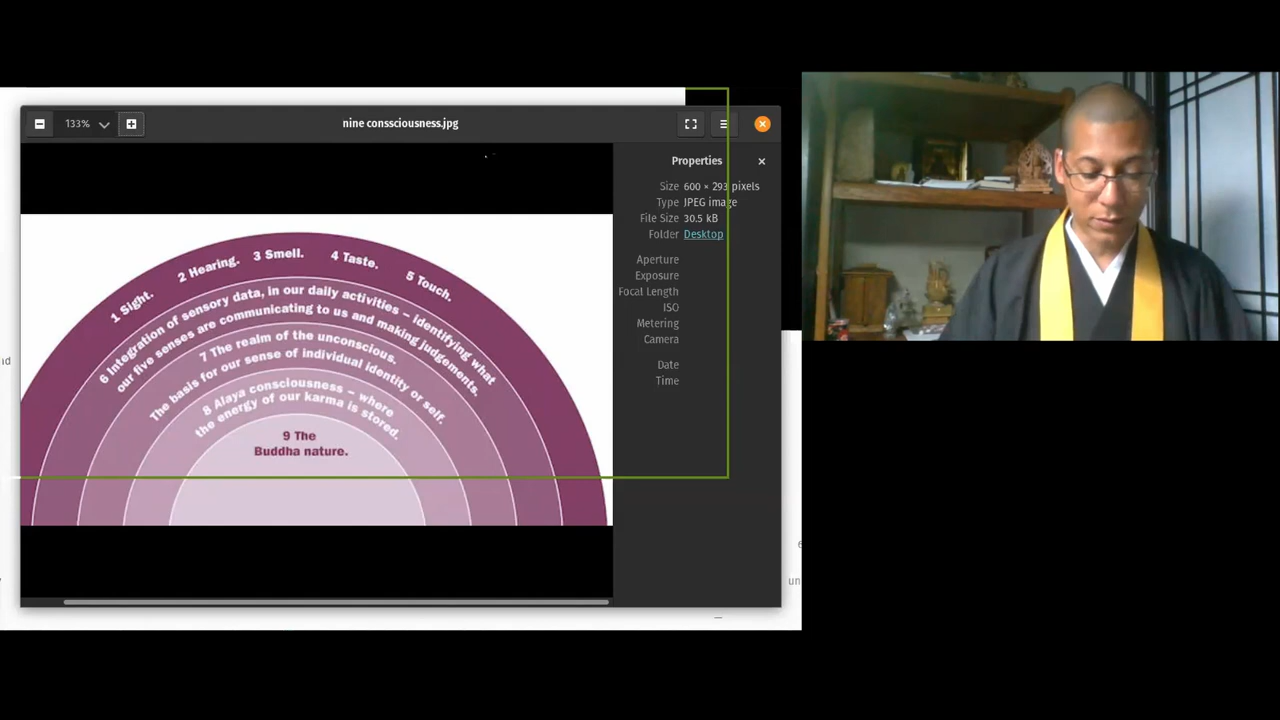 133%
nine conssciousness.jpg
Properties
Size 600 × 293 pixels
Type JPEG image
File Size 30.5 kB
Folder Desktop
Aperture
Exposure
Focal Length
ISO
Metering
Camera
Date
Time
1 Sight. 2 Hearing. 3 Smell. 4 Taste. 5 Touch.
6 Integration of sensory data, in our daily activities – identifying what
our five senses are communicating to us and making judgements.
7 The realm of the unconscious.
The basis for our sense of individual identity or self.
8 Alaya consciousness – where
the energy of our karma is stored.
9 The
Buddha nature.